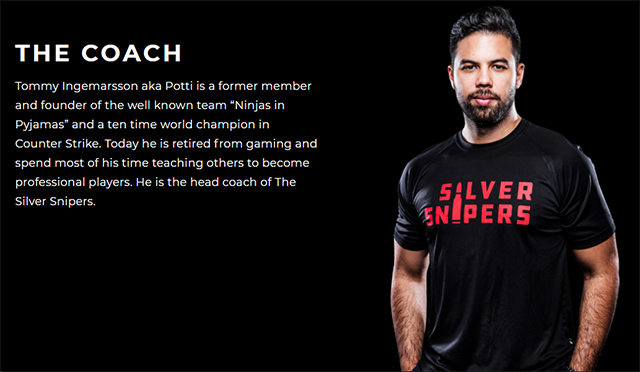 THE COACH
Tommy Ingemarsson aka Potti is a former member
and founder of the well known team “Ninjas in
Pyjamas” and a ten time world champion in
Counter Strike. Today he is retired from gaming and
spend most of his time teaching others to become
professional players. He is the head coach of The
Silver Snipers.
SILVER
SNIPERS